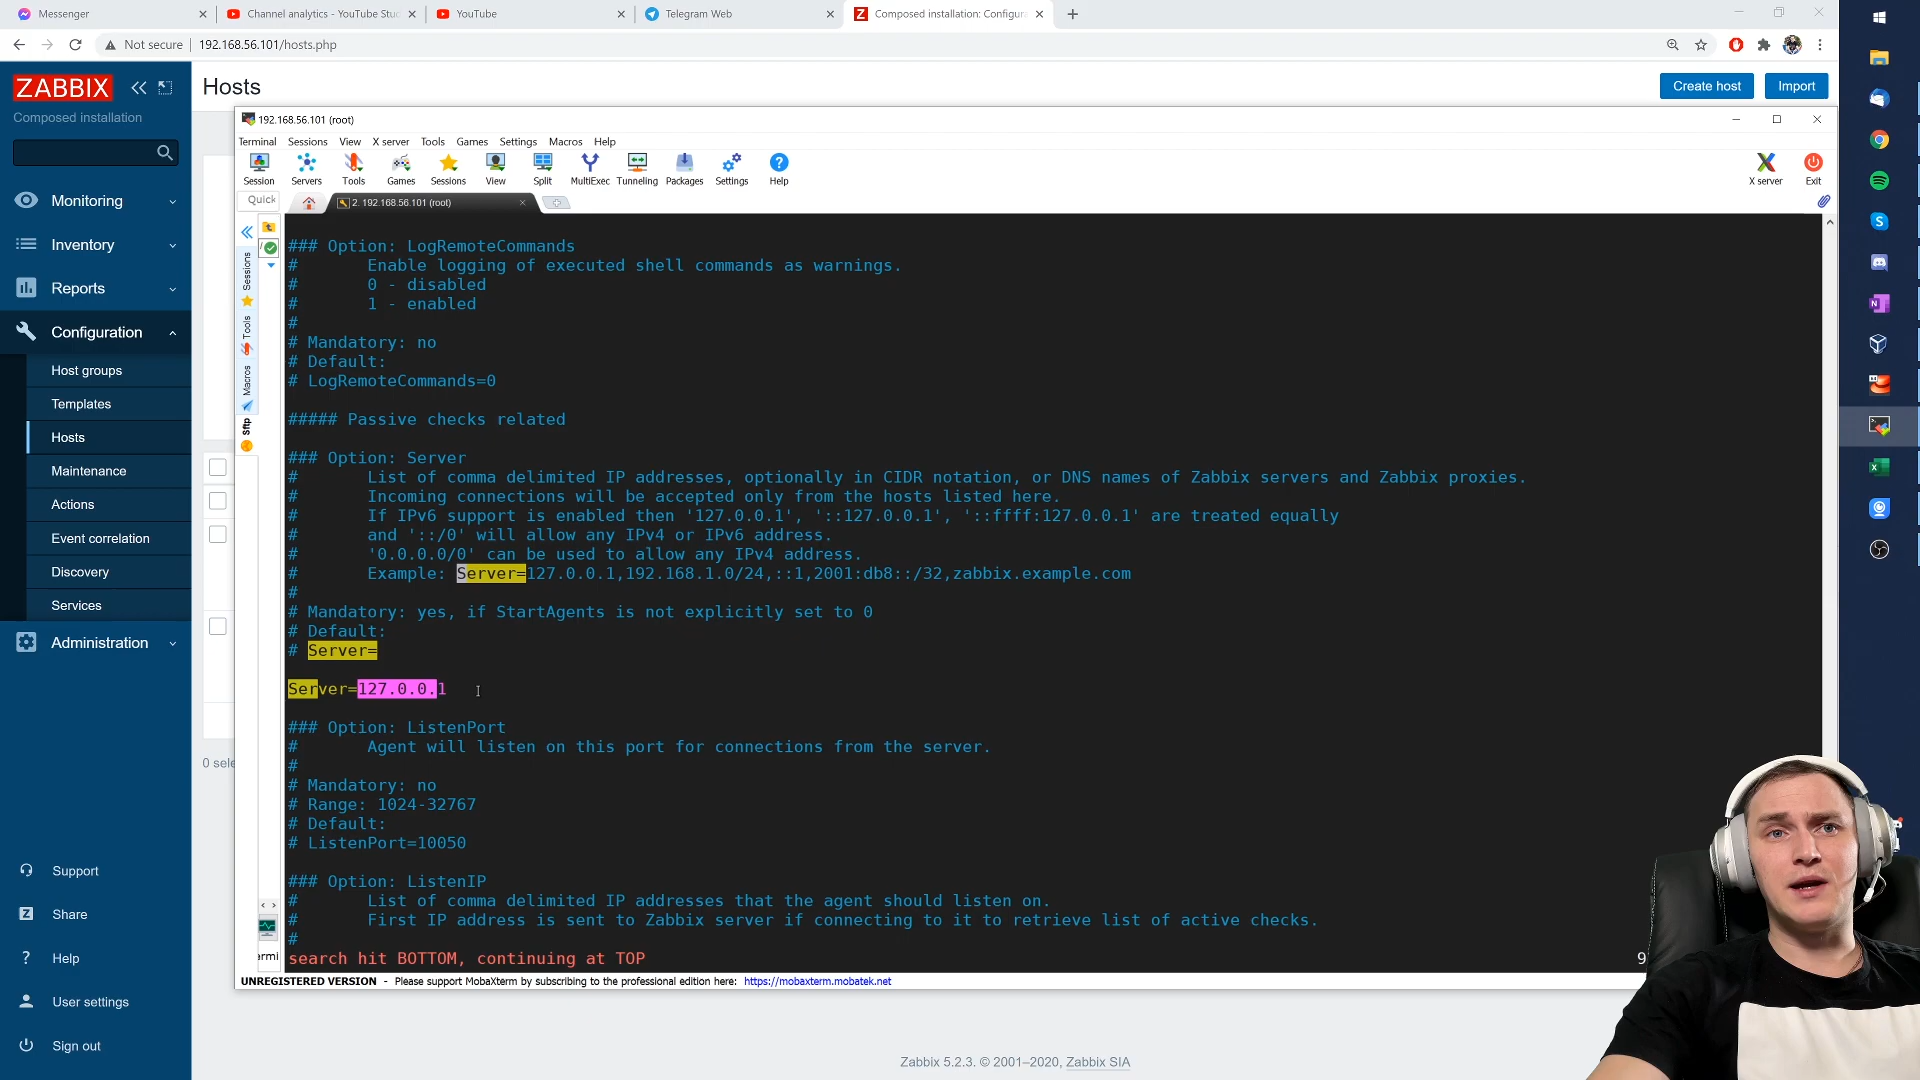 Messenger
Channel analytics - YouTube Stu
YouTube
Telegram Web
Composed installation: Configura
Not secure
192.168.56.101/hosts.php
ZABBIX
Composed installation
Monitoring
Inventory
Reports
Configuration
Host groups
Templates
Hosts
Maintenance
Actions
Event correlation
Discovery
Services
Administration
Support
Share
Help
User settings
Sign out
Hosts
Create host
Import
0 sele
192.168.56.101 (root)
Terminal Sessions View X server Tools Games Settings Macros Help
Session Servers Tools Games Sessions View Split MultiExec Tunneling Packages Settings Help
X server Exit
Quick
2. 192.168.56.101 (root)
Sessions
Tools
Macros
Sftp
### Option: LogRemoteCommands
# Enable logging of executed shell commands as warnings.
# 0 - disabled
# 1 - enabled
#
# Mandatory: no
# Default:
# LogRemoteCommands=0
##### Passive checks related
### Option: Server
# List of comma delimited IP addresses, optionally in CIDR notation, or DNS names of Zabbix servers and Zabbix proxies.
# Incoming connections will be accepted only from the hosts listed here.
# If IPv6 support is enabled then '127.0.0.1', '::127.0.0.1', '::ffff:127.0.0.1' are treated equally
# and '::/0' will allow any IPv4 or IPv6 address.
# '0.0.0.0/0' can be used to allow any IPv4 address.
# Example: Server=127.0.0.1,192.168.1.0/24,::1,2001:db8::/32,zabbix.example.com
#
# Mandatory: yes, if StartAgents is not explicitly set to 0
# Default:
# Server=
Server=127.0.0.1
### Option: ListenPort
# Agent will listen on this port for connections from the server.
#
# Mandatory: no
# Range: 1024-32767
# Default:
# ListenPort=10050
### Option: ListenIP
# List of comma delimited IP addresses that the agent should listen on.
# First IP address is sent to Zabbix server if connecting to it to retrieve list of active checks.
#
search hit BOTTOM, continuing at TOP
9
ermi
UNREGISTERED VERSION - Please support MobaXterm by subscribing to the professional edition here: https://mobaxterm.mobatek.net
Zabbix 5.2.3. © 2001–2020, Zabbix SIA